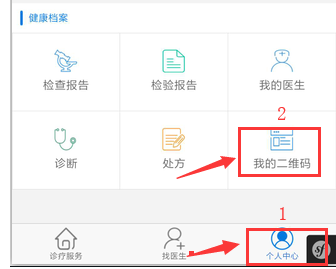 健康档案
检查报告
检验报告
我的医生
2
诊断
处方
我的二维码
1
诊疗服务
找医生
个人中心